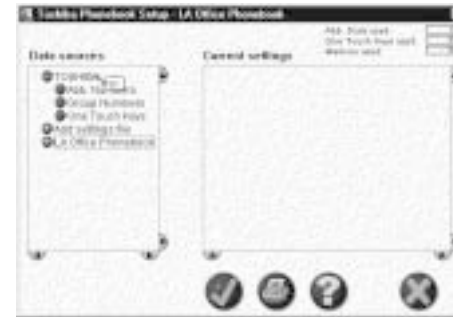 Toshiba Phonebook Setup - LA Office Phonebook
Abb. Dials used
One Touch Keys used
Data sources
Current settings
TOSHIBA
Abb. Numbers
Group Numbers
One Touch Keys
Add settings file
LA Office Phonebook